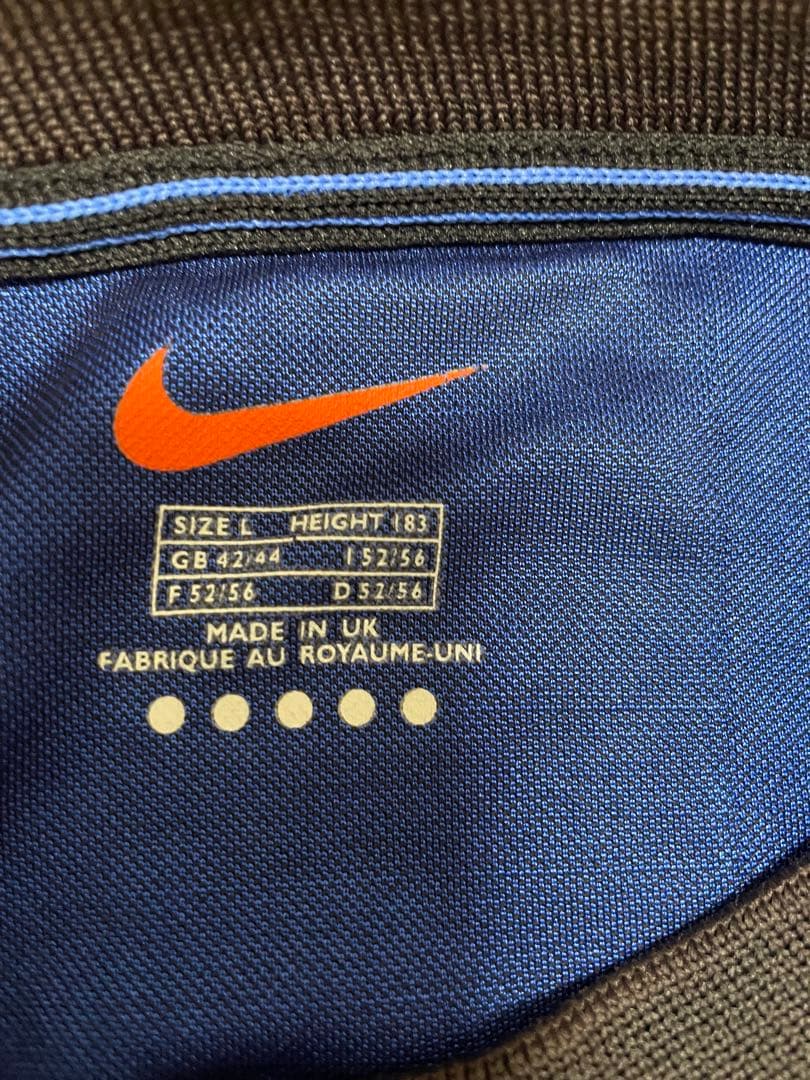 SIZE L HEIGHT 183
GB 42/44 I 52/56
F 52/56 D 52/56
MADE IN UK
FABRIQUE AU ROYAUME-UNI